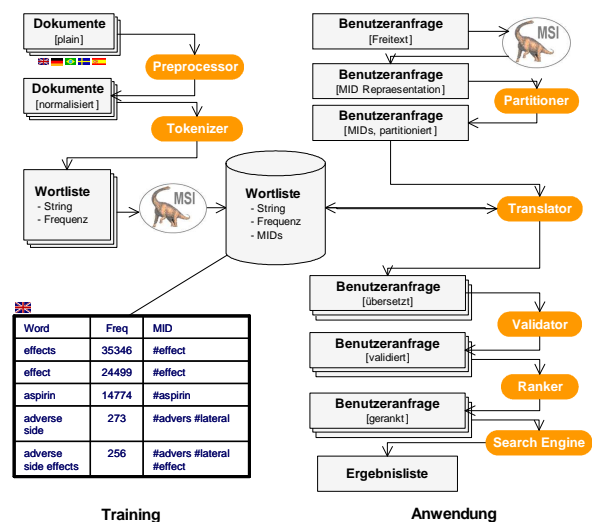 Dokumente
[plain]
Preprocessor
Dokumente
[normalisiert]
Tokenizer
Wortliste
- String
- Frequenz
MSI
Wortliste
- String
- Frequenz
- MIDs
Word Freq MID
effects 35346 #effect
effect 24499 #effect
aspirin 14774 #aspirin
adverse
side 273 #advers #lateral
adverse
side effects 256 #advers #lateral
#effect
Training
Benutzeranfrage
[Freitext]
MSI
Benutzeranfrage
[MID Repraesentation]
Partitioner
Benutzeranfrage
[MIDs, partitioniert]
Translator
Benutzeranfrage
[übersetzt]
Validator
Benutzeranfrage
[validiert]
Ranker
Benutzeranfrage
[gerankt]
Search Engine
Ergebnisliste
Anwendung